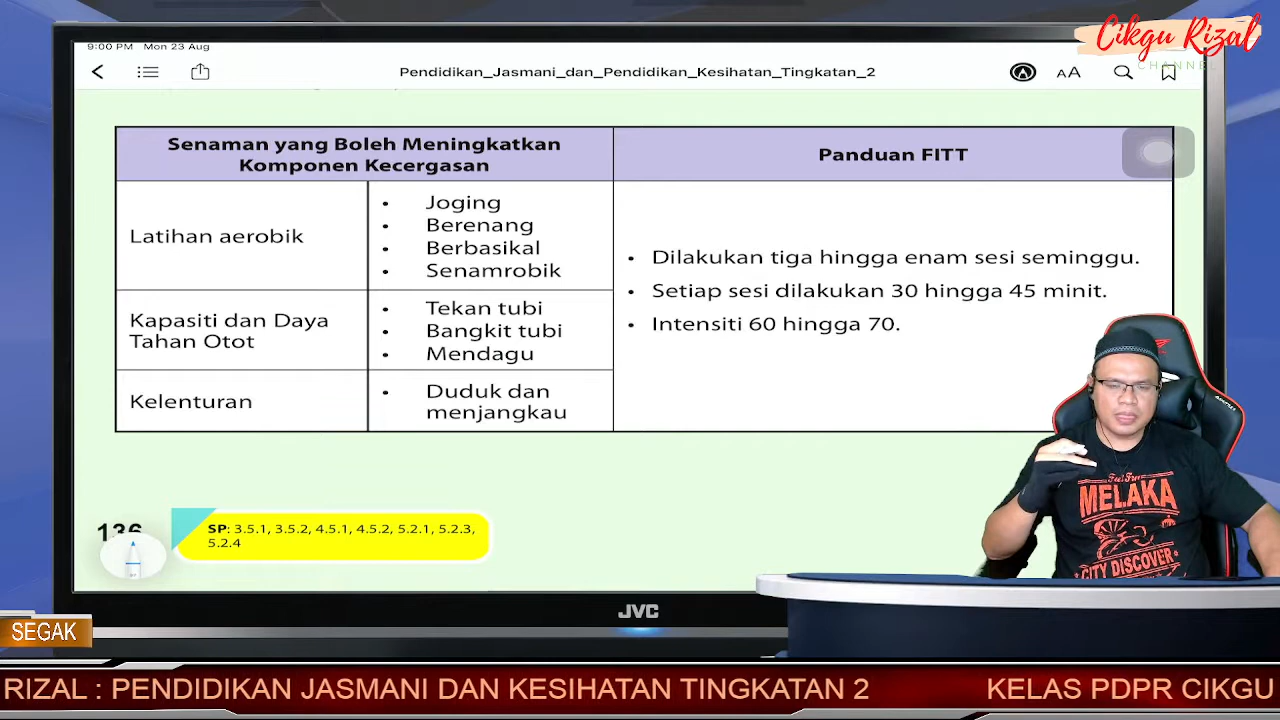 Cikgu Rizal
CHANNEL
9:00 PM Mon 23 Aug
Pendidikan_Jasmani_dan_Pendidikan_Kesihatan_Tingkatan_2
AA
Senaman yang Boleh Meningkatkan
Komponen Kecergasan
Panduan FITT
Latihan aerobik
• Joging
• Berenang
• Berbasikal
• Senamrobik
Kapasiti dan Daya
Tahan Otot
• Tekan tubi
• Bangkit tubi
• Mendagu
Kelenturan
• Duduk dan
menjangkau
• Dilakukan tiga hingga enam sesi seminggu.
• Setiap sesi dilakukan 30 hingga 45 minit.
• Intensiti 60 hingga 70.
136
SP: 3.5.1, 3.5.2, 4.5.1, 4.5.2, 5.2.1, 5.2.3,
5.2.4
MELAKA
CITY DISCOVER
JVC
SEGAK
RIZAL : PENDIDIKAN JASMANI DAN KESIHATAN TINGKATAN 2 KELAS PDPR CIKGU